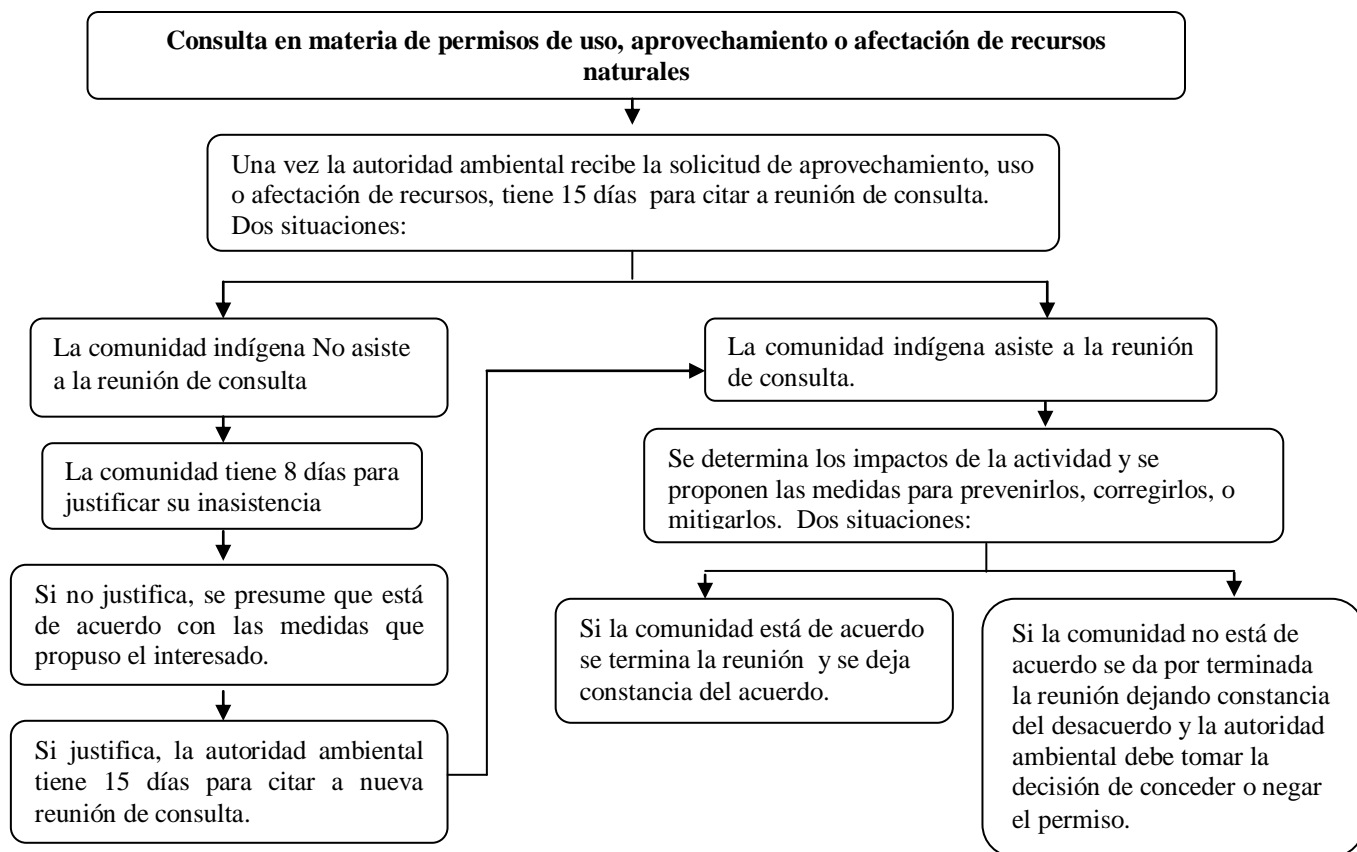 Consulta en materia de permisos de uso, aprovechamiento o afectación de recursos
naturales
Una vez la autoridad ambiental recibe la solicitud de aprovechamiento, uso
o afectación de recursos, tiene 15 días para citar a reunión de consulta.
Dos situaciones:
La comunidad indígena No asiste
a la reunión de consulta
La comunidad tiene 8 días para
justificar su inasistencia
Si no justifica, se presume que está
de acuerdo con las medidas que
propuso el interesado.
Si justifica, la autoridad ambiental
tiene 15 días para citar a nueva
reunión de consulta.
La comunidad indígena asiste a la reunión
de consulta.
Se determina los impactos de la actividad y se
proponen las medidas para prevenirlos, corregirlos, o
mitigarlos. Dos situaciones:
Si la comunidad está de acuerdo
se termina la reunión y se deja
constancia del acuerdo.
Si la comunidad no está de
acuerdo se da por terminada
la reunión dejando constancia
del desacuerdo y la autoridad
ambiental debe tomar la
decisión de conceder o negar
el permiso.